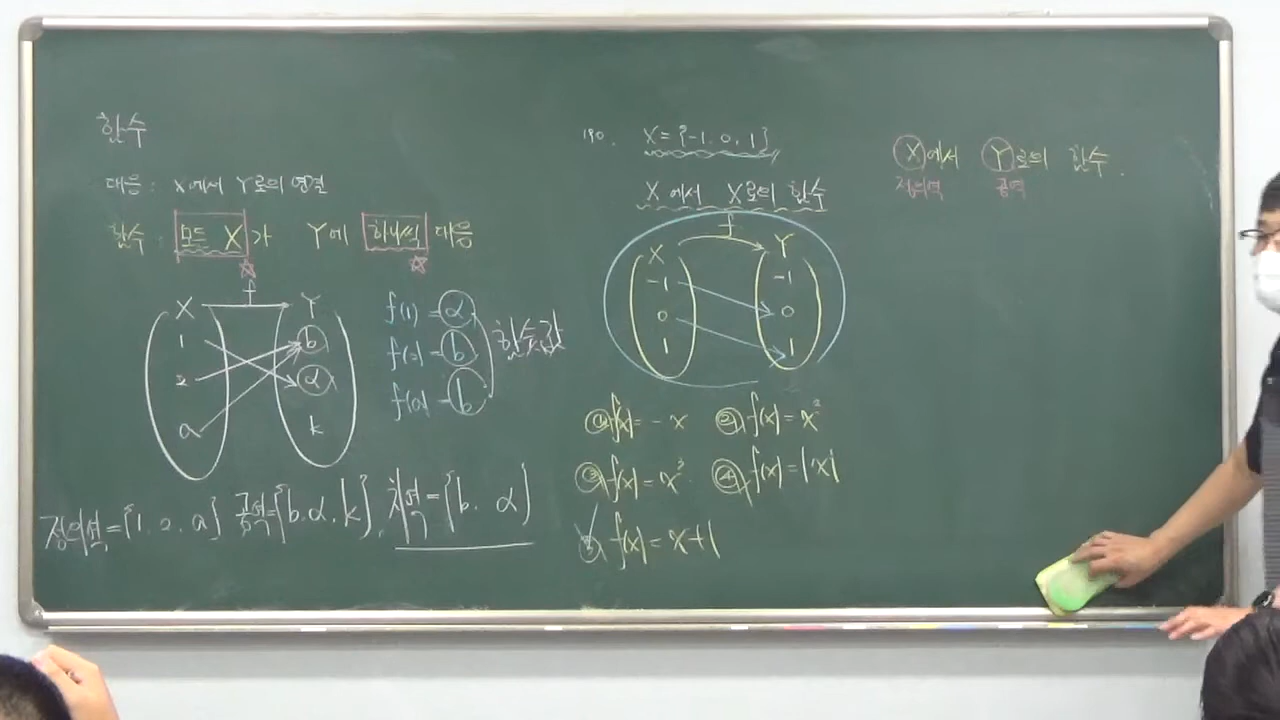 함수
대응 : X에서 Y로의 연결
함수 : 모든 X가 Y에 하나씩 대응
f
X Y
1 b
2 α
a k
f(1) = α
f(2) = b
f(a) = b
함수값
정의역 = {1, 2, a} 공역 = {b, α, k}, 치역 = {b, α}
190. X = {-1, 0, 1}
X에서 X로의 함수
f
X Y
-1 -1
0 0
1 1
① f(x) = -x ② f(x) = x²
③ f(x) = x³ ④ f(x) = |x|
⑤ f(x) = x+1
X에서 Y로의 함수.
정의역 공역